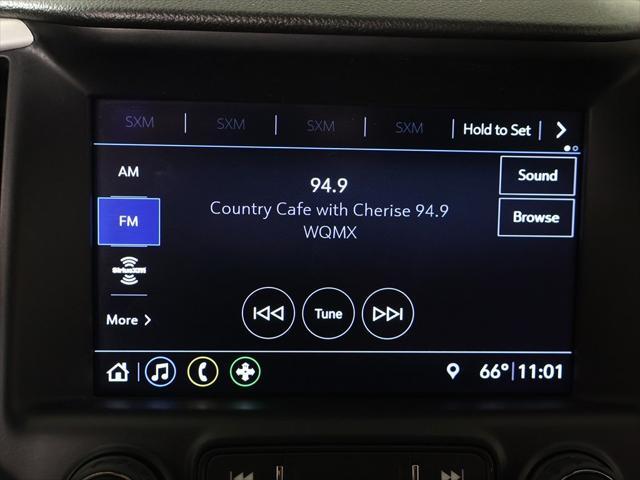 SXM SXM SXM SXM Hold to Set
AM
FM
SiriusXM
More
94.9
Country Cafe with Cherise 94.9
WQMX
Tune
Sound
Browse
66° 11:01